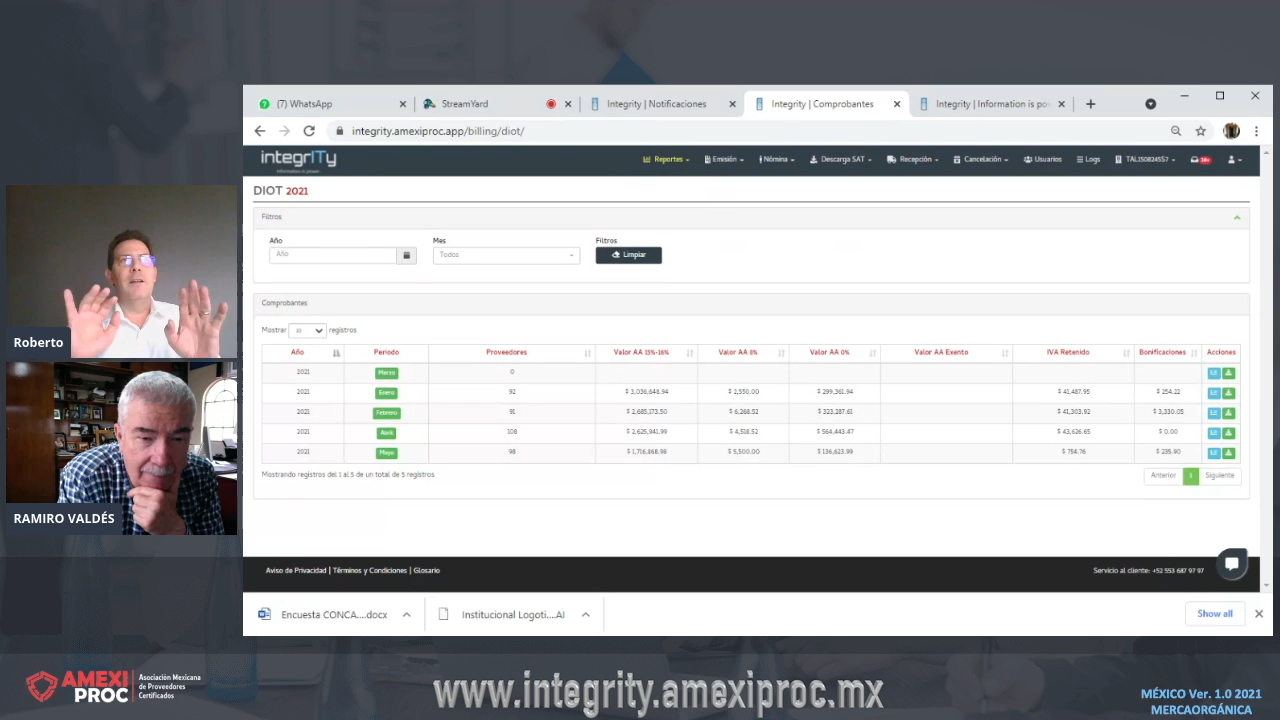 (7) WhatsApp
StreamYard
Integrity | Notificaciones
Integrity | Comprobantes
Integrity | Information is pow
integrity.amexiproc.app/billing/diot/
integrITy
Information is power
Reportes
Emisión
Nómina
Descarga SAT
Recepción
Cancelación
Usuarios
Logs
DIOT 2021
Filtros
Año
Mes
Filtros
Año
Todos
Limpiar
Comprobantes
Mostrar 10 registros
Año Periodo Proveedores Valor AA 15%-16% Valor AA 8% Valor AA 0% Valor AA Exento IVA Retenido Bonificaciones Acciones
2021 Marzo 0
2021 Enero 92 $ 3,036,648.94 $ 2,550.00 $ 299,361.94 $ 41,487.95 $ 254.22
2021 Febrero 91 $ 2,685,173.50 $ 6,268.52 $ 323,287.61 $ 41,303.92 $ 3,330.05
2021 Abril 108 $ 2,625,941.99 $ 4,518.52 $ 564,443.47 $ 43,626.65 $ 0.00
2021 Mayo 98 $ 1,716,868.98 $ 5,500.00 $ 136,623.99 $ 754.76 $ 235.90
Mostrando registros del 1 al 5 de un total de 5 registros
Anterior 1 Siguiente
Aviso de Privacidad | Términos y Condiciones | Glosario
Servicio al cliente: +52 553 687 97 97
Encuesta CONCA....docx
Institucional Logoti....AI
Show all
Roberto
RAMIRO VALDÉS
AMEXI
PROC
Asociación Mexicana
de Proveedores
Certificados
www.integrity.amexiproc.mx
MÉXICO Ver. 1.0 2021
MERCAORGÁNICA